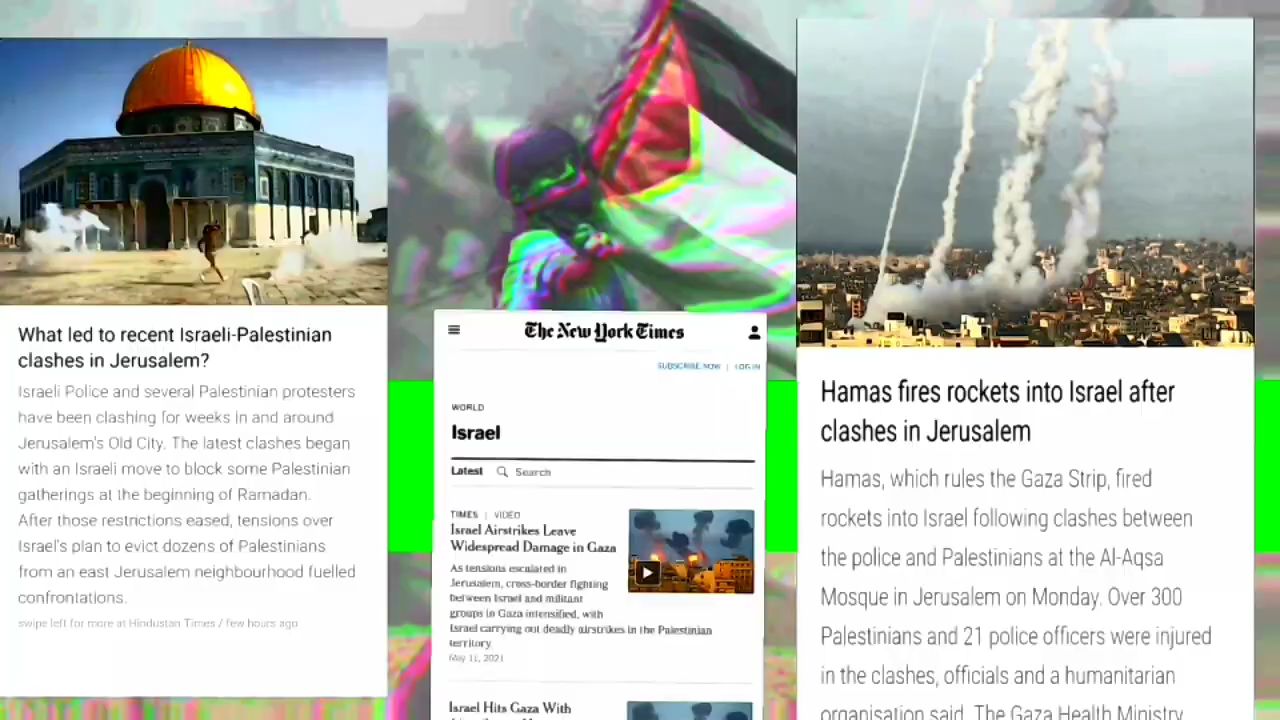 What led to recent Israeli-Palestinian
clashes in Jerusalem?
Israeli Police and several Palestinian protesters
have been clashing for weeks in and around
Jerusalem's Old City. The latest clashes began
with an Israeli move to block some Palestinian
gatherings at the beginning of Ramadan.
After those restrictions eased, tensions over
Israel's plan to evict dozens of Palestinians
from an east Jerusalem neighbourhood fuelled
confrontations.
swipe left for more at Hindustan Times / few hours ago
The New York Times
SUBSCRIBE NOW | LOG IN
WORLD
Israel
Latest Search
TIMES | VIDEO
Israel Airstrikes Leave
Widespread Damage in Gaza
As tensions escalated in
Jerusalem, cross-border fighting
between Israel and militant
groups in Gaza intensified, with
Israel carrying out deadly airstrikes in the Palestinian
territory.
May 11, 2021
Israel Hits Gaza With
Hamas fires rockets into Israel after
clashes in Jerusalem
Hamas, which rules the Gaza Strip, fired
rockets into Israel following clashes between
the police and Palestinians at the Al-Aqsa
Mosque in Jerusalem on Monday. Over 300
Palestinians and 21 police officers were injured
in the clashes, officials and a humanitarian
organisation said. The Gaza Health Ministry